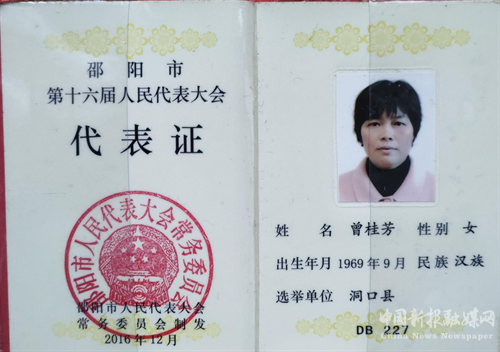 邵阳市
第十六届人民代表大会
代表证
邵阳市人民代表大会常务委员会
邵阳市人民代表大会
常务委员会制发
2016年12月
姓名 曾桂芳 性别 女
出生年月 1969年9月 民族 汉族
选举单位 洞口县
DB 227
中国新报融媒网
China News Newspaper